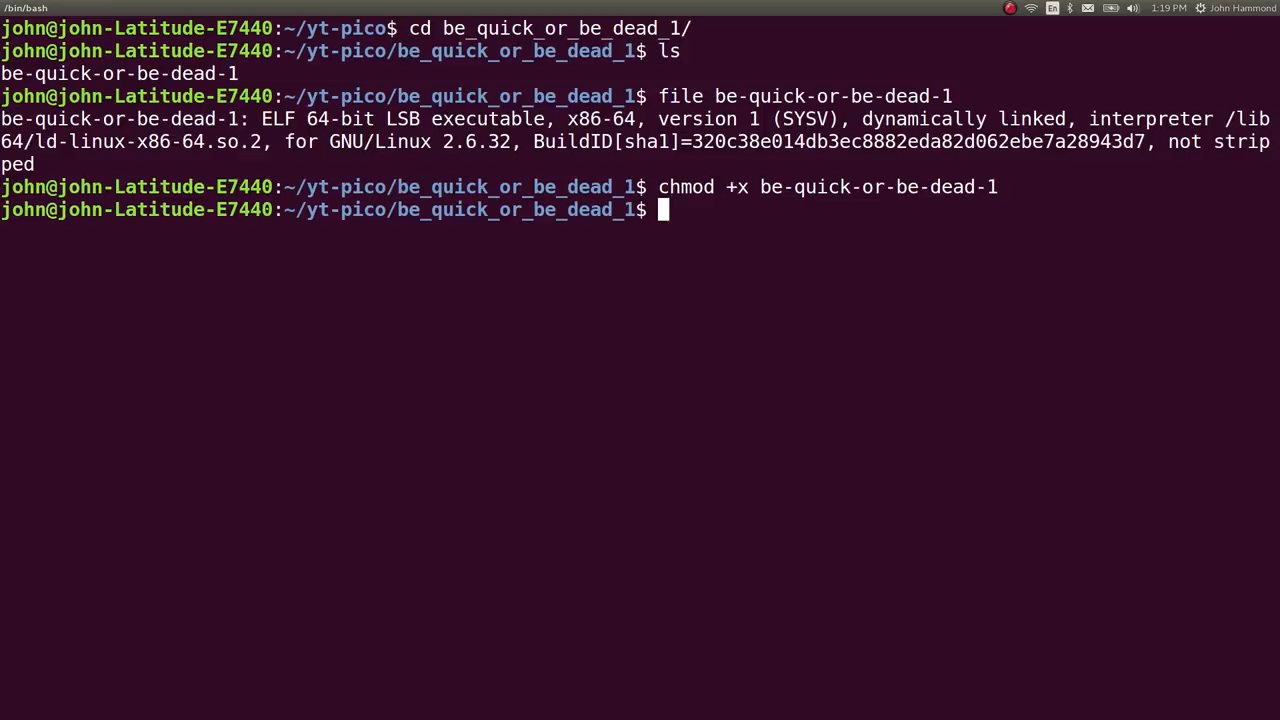 /bin/bash
En
1:19 PM
John Hammond
john@john-Latitude-E7440:~/yt-pico$ cd be_quick_or_be_dead_1/
john@john-Latitude-E7440:~/yt-pico/be_quick_or_be_dead_1$ ls
be-quick-or-be-dead-1
john@john-Latitude-E7440:~/yt-pico/be_quick_or_be_dead_1$ file be-quick-or-be-dead-1
be-quick-or-be-dead-1: ELF 64-bit LSB executable, x86-64, version 1 (SYSV), dynamically linked, interpreter /lib
64/ld-linux-x86-64.so.2, for GNU/Linux 2.6.32, BuildID[sha1]=320c38e014db3ec8882eda82d062ebe7a28943d7, not strip
ped
john@john-Latitude-E7440:~/yt-pico/be_quick_or_be_dead_1$ chmod +x be-quick-or-be-dead-1
john@john-Latitude-E7440:~/yt-pico/be_quick_or_be_dead_1$